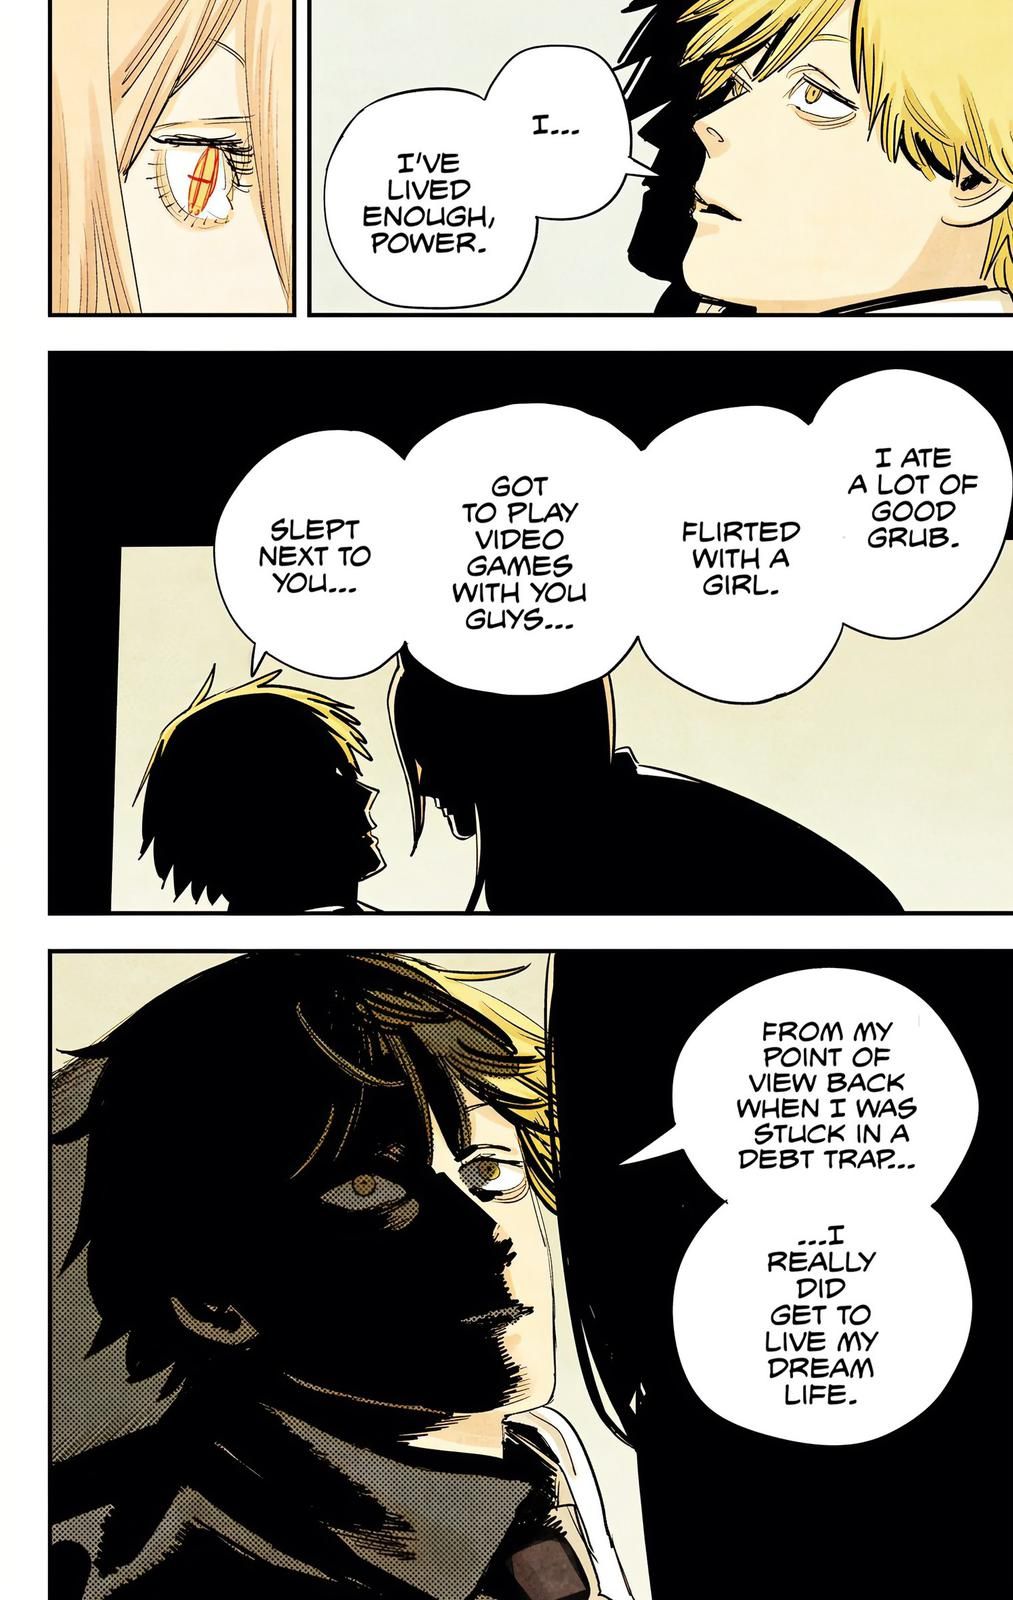 I...
I'VE
LIVED
ENOUGH,
POWER.
I ATE
A LOT OF
GOOD
GRUB.
FLIRTED
WITH A
GIRL.
GOT
TO PLAY
VIDEO
GAMES
WITH YOU
GUYS...
SLEPT
NEXT TO
YOU...
FROM MY
POINT OF
VIEW BACK
WHEN I WAS
STUCK IN A
DEBT TRAP...
...I
REALLY
DID
GET TO
LIVE MY
DREAM
LIFE.